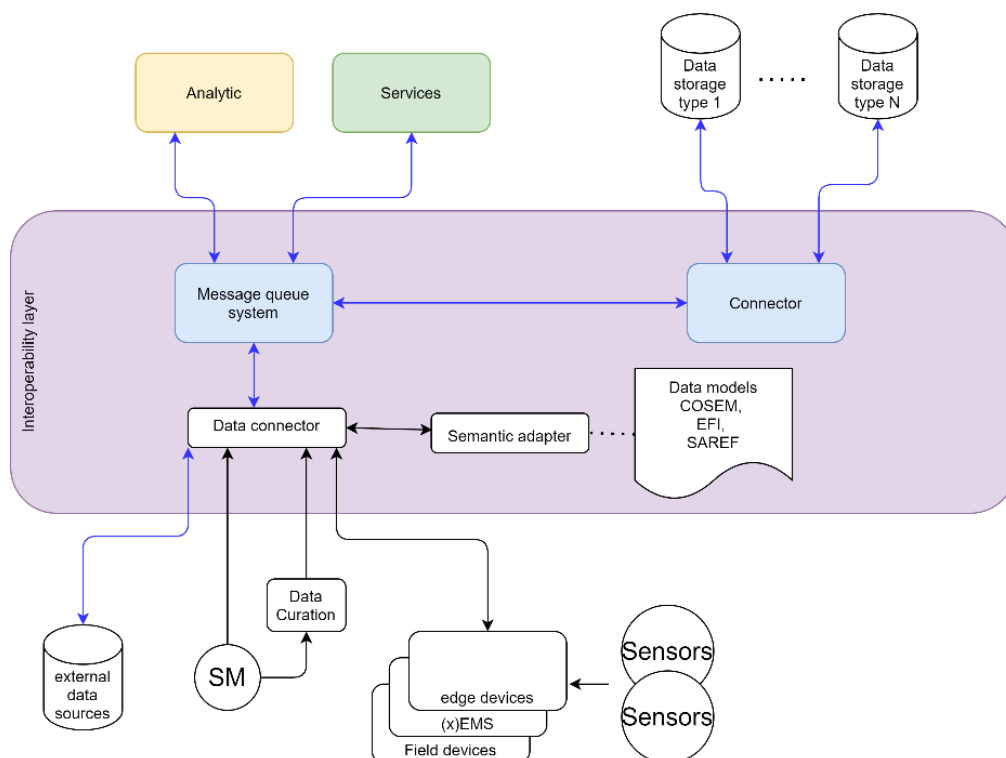 Analytic
Services
Data
storage
type 1
Data
storage
type N
Interoperability layer
Message queue
system
Connector
Data connector
Semantic adapter
Data models
COSEM,
EFI,
SAREF
external
data
sources
SM
Data
Curation
edge devices
(x)EMS
Field devices
Sensors
Sensors